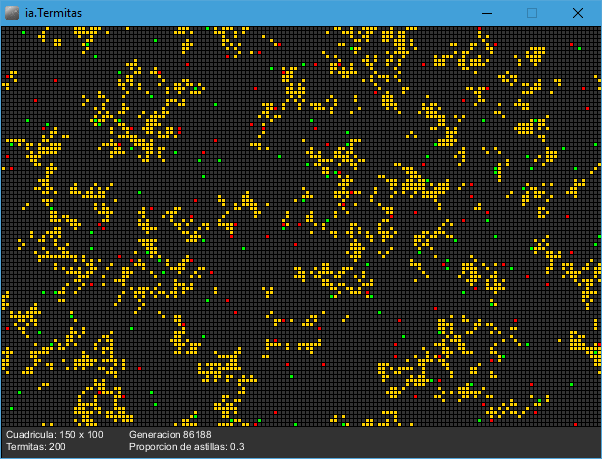 ia.Termitas
Cuadricula: 150 x 100 Generacion 86188
Termitas: 200 Proporcion de astillas: 0.3